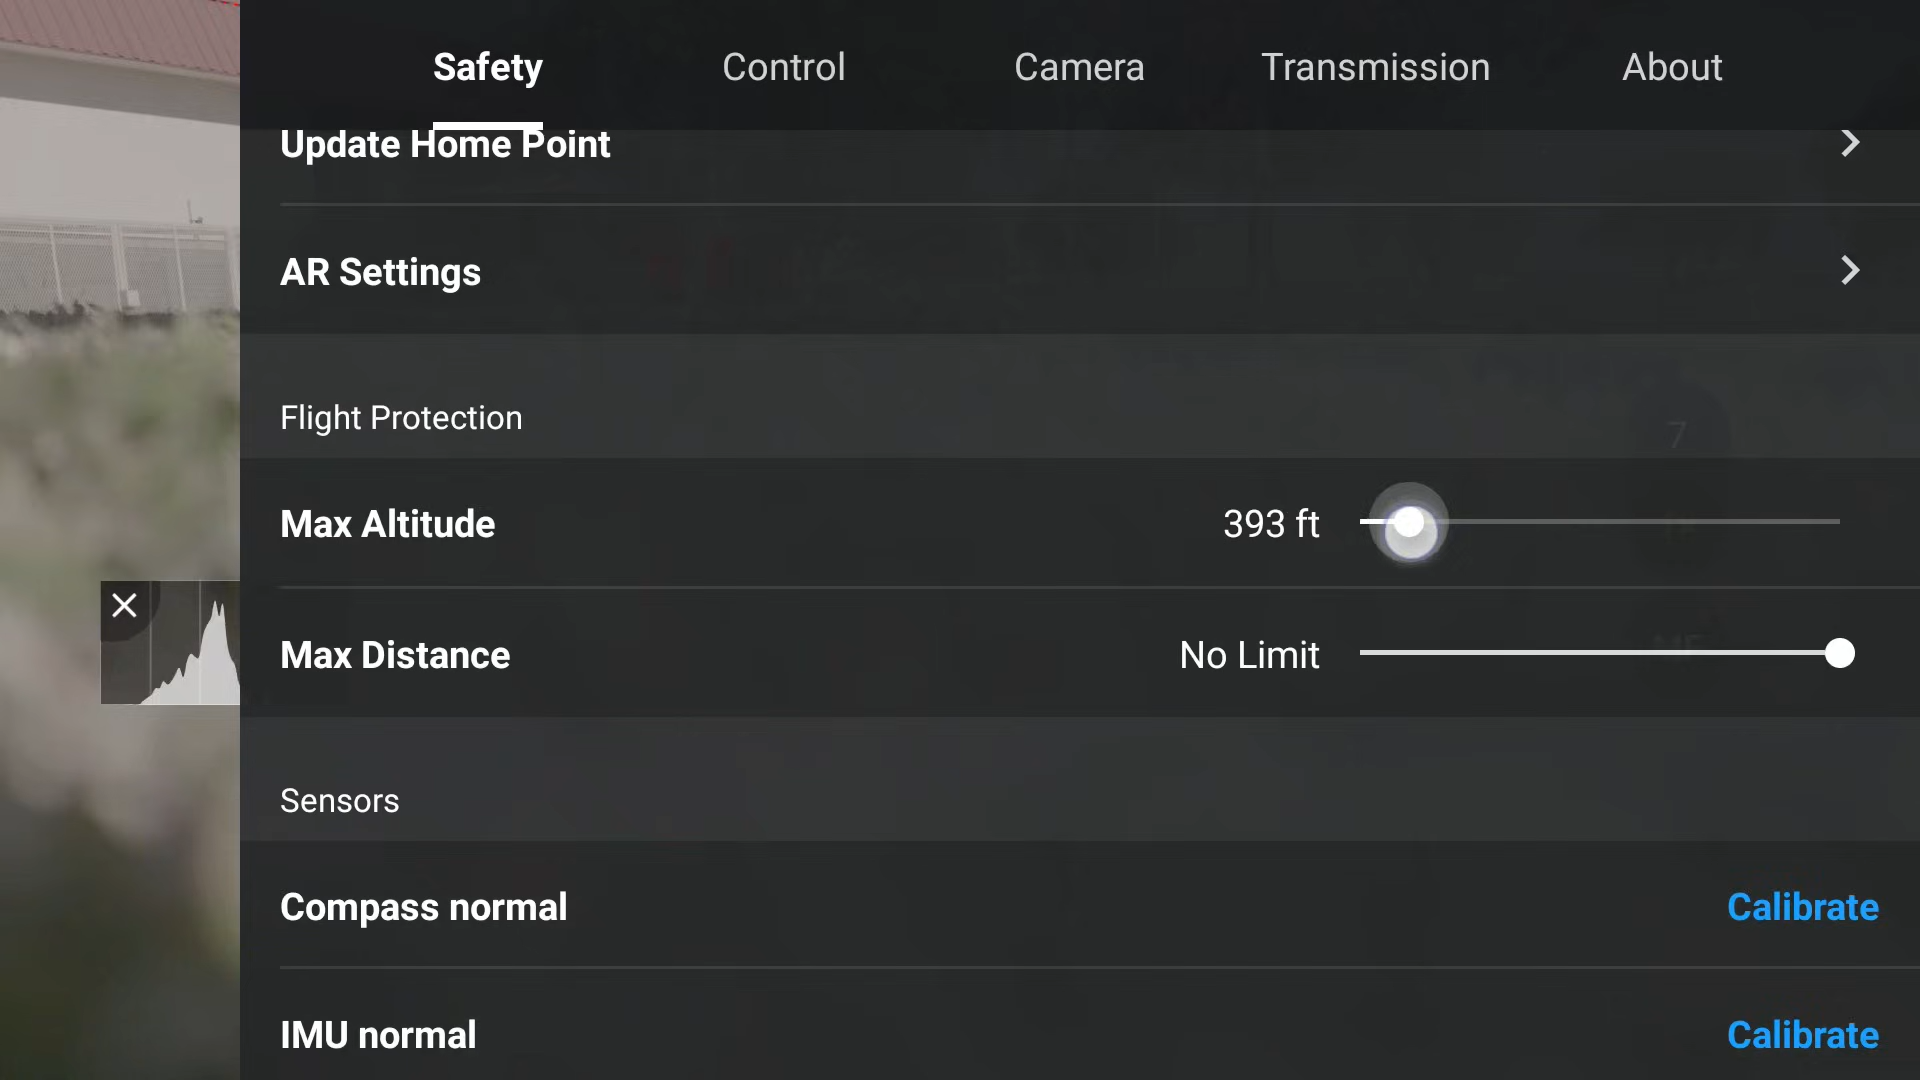 Safety Control Camera Transmission About
Update Home Point
AR Settings
Flight Protection
7
Max Altitude 393 ft
Max Distance No Limit
Sensors
Compass normal Calibrate
IMU normal Calibrate